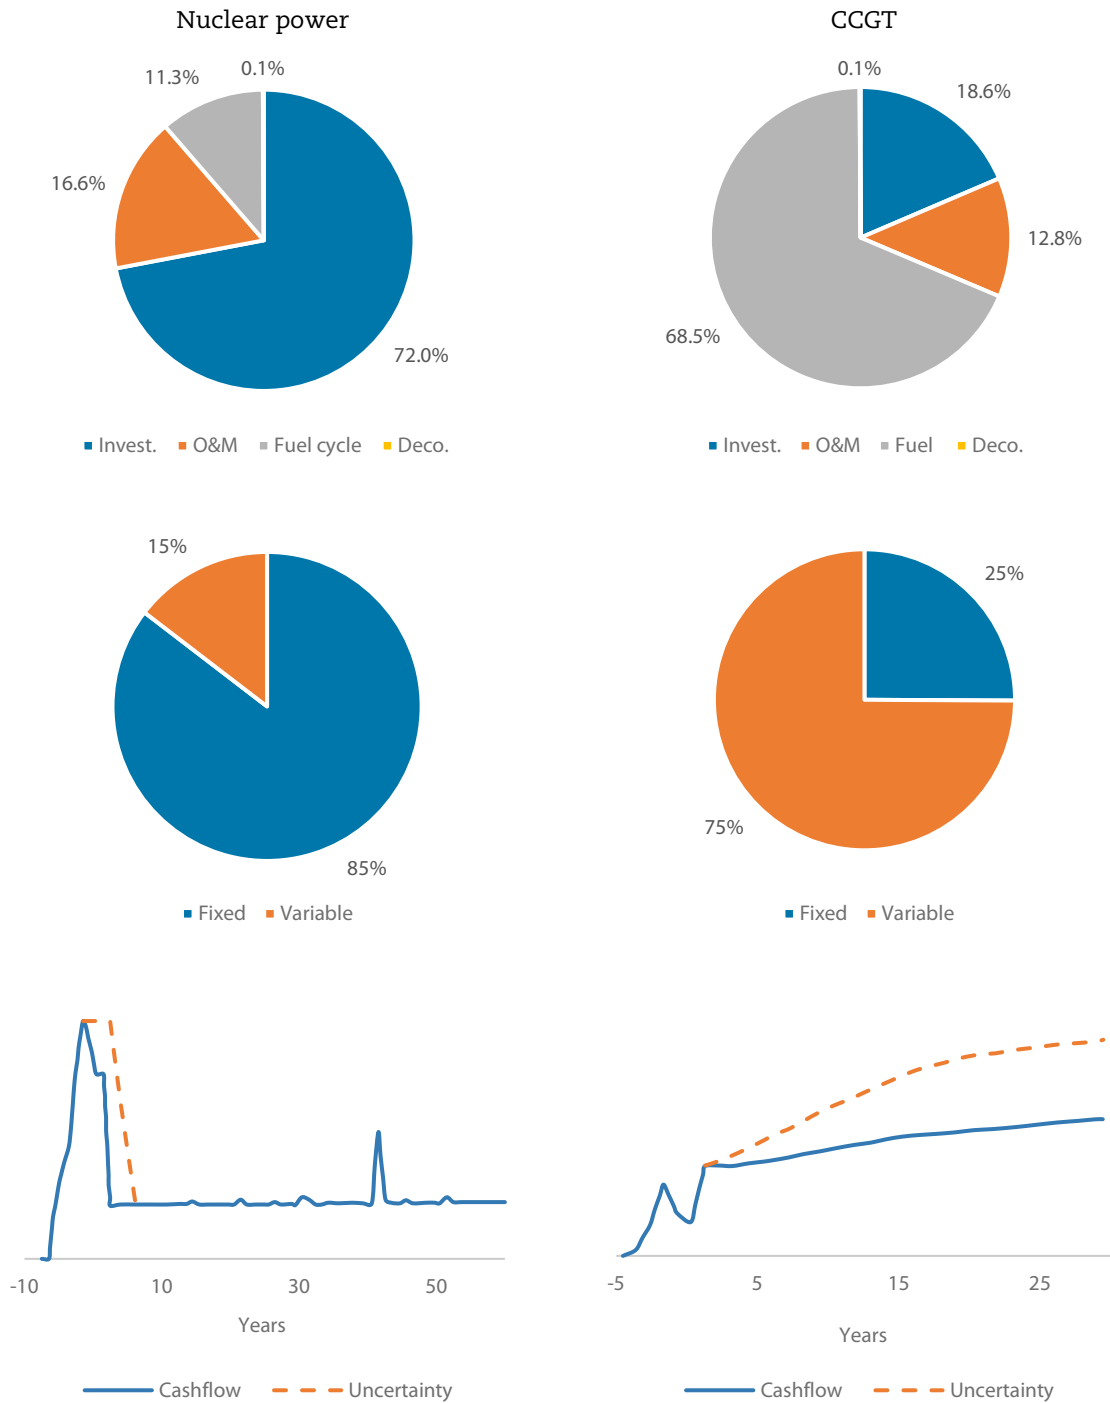 Nuclear power
0.1%
11.3%
16.6%
72.0%
Invest. O&M Fuel cycle Deco.
CCGT
0.1%
18.6%
12.8%
68.5%
Invest. O&M Fuel Deco.
15%
85%
Fixed Variable
25%
75%
Fixed Variable
-10 10 30 50
Years
Cashflow Uncertainty
-5 5 15 25
Years
Cashflow Uncertainty